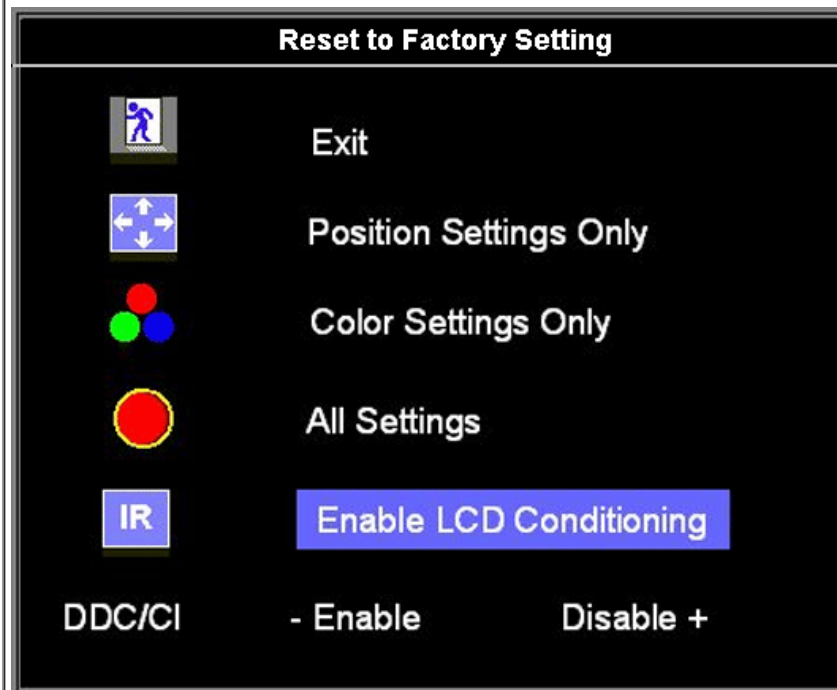 Reset to Factory Setting
Exit
Position Settings Only
Color Settings Only
All Settings
IR Enable LCD Conditioning
DDC/CI - Enable Disable +